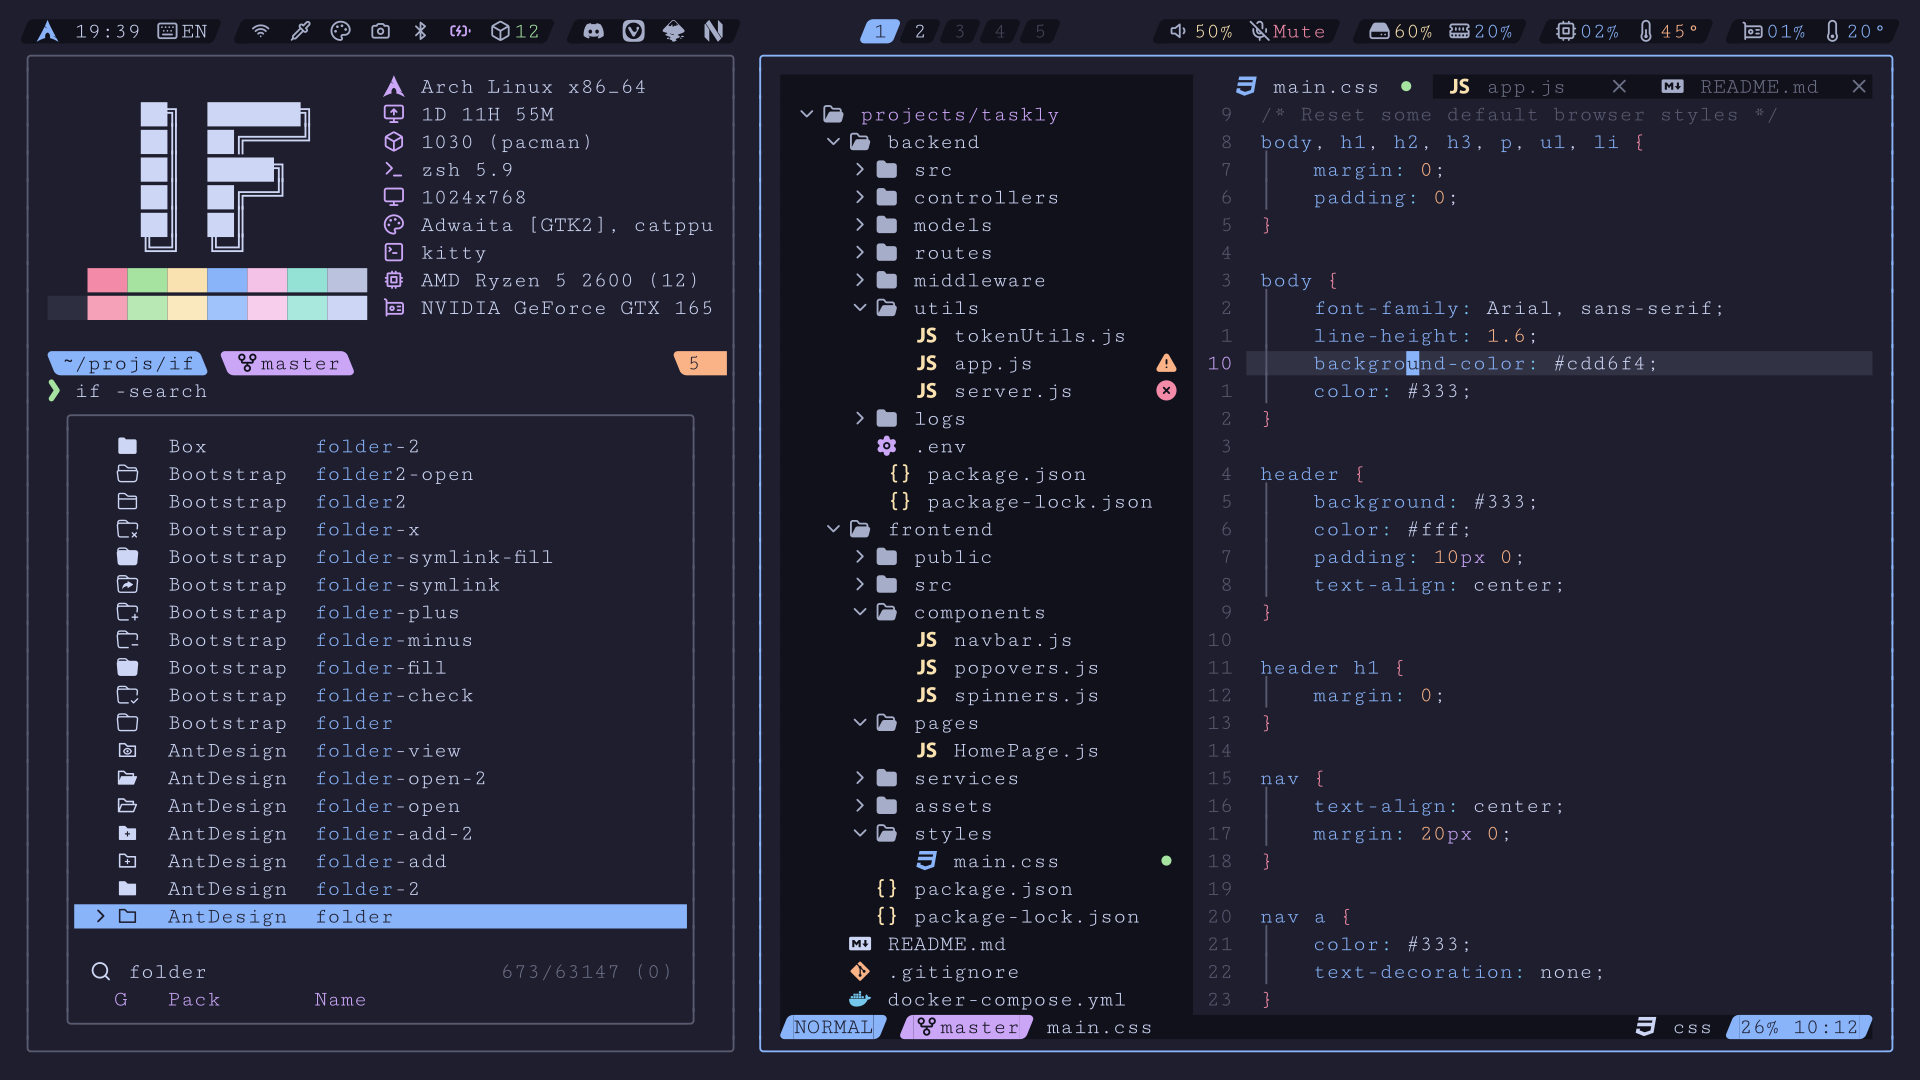 19:39 EN 12 1 2 3 4 5 50% Mute 60% 20% 02% 45° 01% 20°
IF
Arch Linux x86_64
1D 11H 55M
1030 (pacman)
zsh 5.9
1024x768
Adwaita [GTK2], catppu
kitty
AMD Ryzen 5 2600 (12)
NVIDIA GeForce GTX 165
~/projs/if master 5
❯ if -search
Box folder-2
Bootstrap folder2-open
Bootstrap folder2
Bootstrap folder-x
Bootstrap folder-symlink-fill
Bootstrap folder-symlink
Bootstrap folder-plus
Bootstrap folder-minus
Bootstrap folder-fill
Bootstrap folder-check
Bootstrap folder
AntDesign folder-view
AntDesign folder-open-2
AntDesign folder-open
AntDesign folder-add-2
AntDesign folder-add
AntDesign folder-2
> AntDesign folder
folder 673/63147 (0)
G Pack Name
projects/taskly
backend
src
controllers
models
routes
middleware
utils
JS tokenUtils.js
JS app.js
JS server.js
logs
.env
{} package.json
{} package-lock.json
frontend
public
src
components
JS navbar.js
JS popovers.js
JS spinners.js
pages
JS HomePage.js
services
assets
styles
main.css
{} package.json
{} package-lock.json
README.md
.gitignore
docker-compose.yml
main.css JS app.js README.md
9 /* Reset some default browser styles */
8 body, h1, h2, h3, p, ul, li {
7 margin: 0;
6 padding: 0;
5 }
4
3 body {
2 font-family: Arial, sans-serif;
1 line-height: 1.6;
10 background-color: #cdd6f4;
1 color: #333;
2 }
3
4 header {
5 background: #333;
6 color: #fff;
7 padding: 10px 0;
8 text-align: center;
9 }
10
11 header h1 {
12 margin: 0;
13 }
14
15 nav {
16 text-align: center;
17 margin: 20px 0;
18 }
19
20 nav a {
21 color: #333;
22 text-decoration: none;
23 }
NORMAL master main.css css 26% 10:12